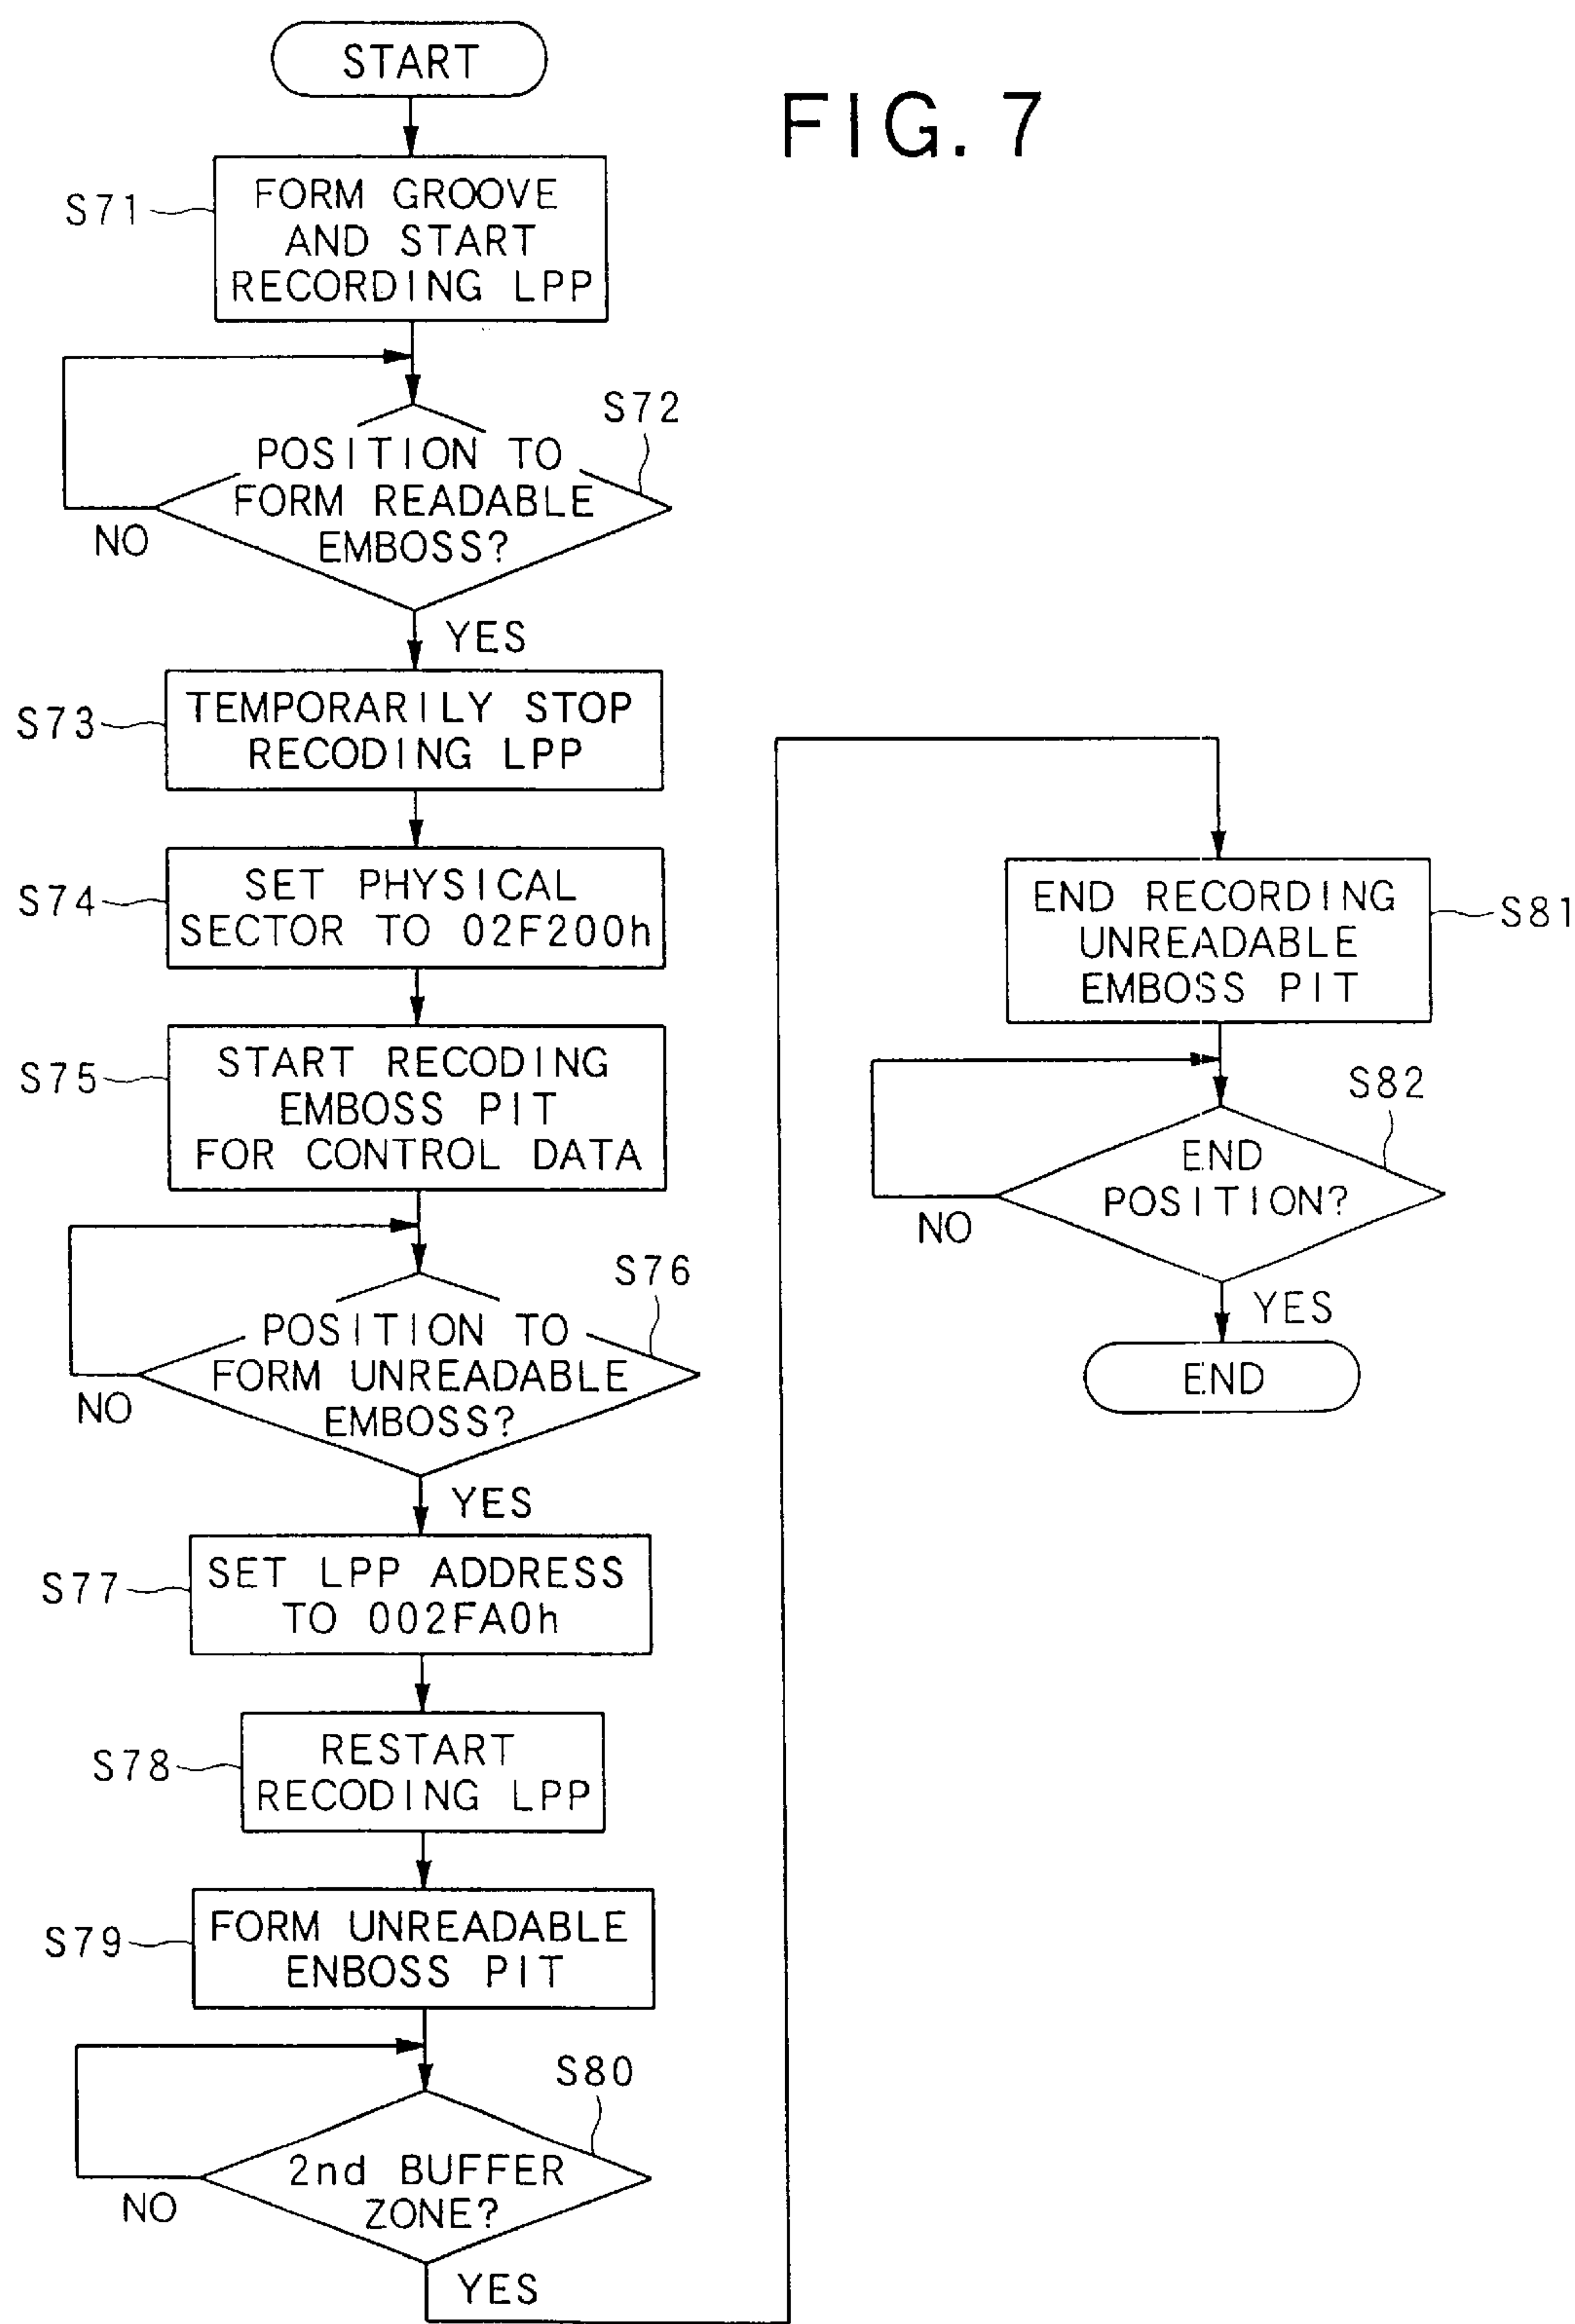 START
FIG. 7
S71
FORM GROOVE
AND START
RECORDING LPP
S72
POSITION TO
FORM READABLE
EMBOSS?
NO
YES
S73
TEMPORARILY STOP
RECODING LPP
S74
SET PHYSICAL
SECTOR TO 02F200h
S75
START RECODING
EMBOSS PIT
FOR CONTROL DATA
S76
POSITION TO
FORM UNREADABLE
EMBOSS?
NO
YES
S77
SET LPP ADDRESS
TO 002FA0h
S78
RESTART
RECODING LPP
S79
FORM UNREADABLE
ENBOSS PIT
S80
2nd BUFFER
ZONE?
NO
YES
END RECORDING
UNREADABLE
EMBOSS PIT
S81
S82
END
POSITION?
NO
YES
END